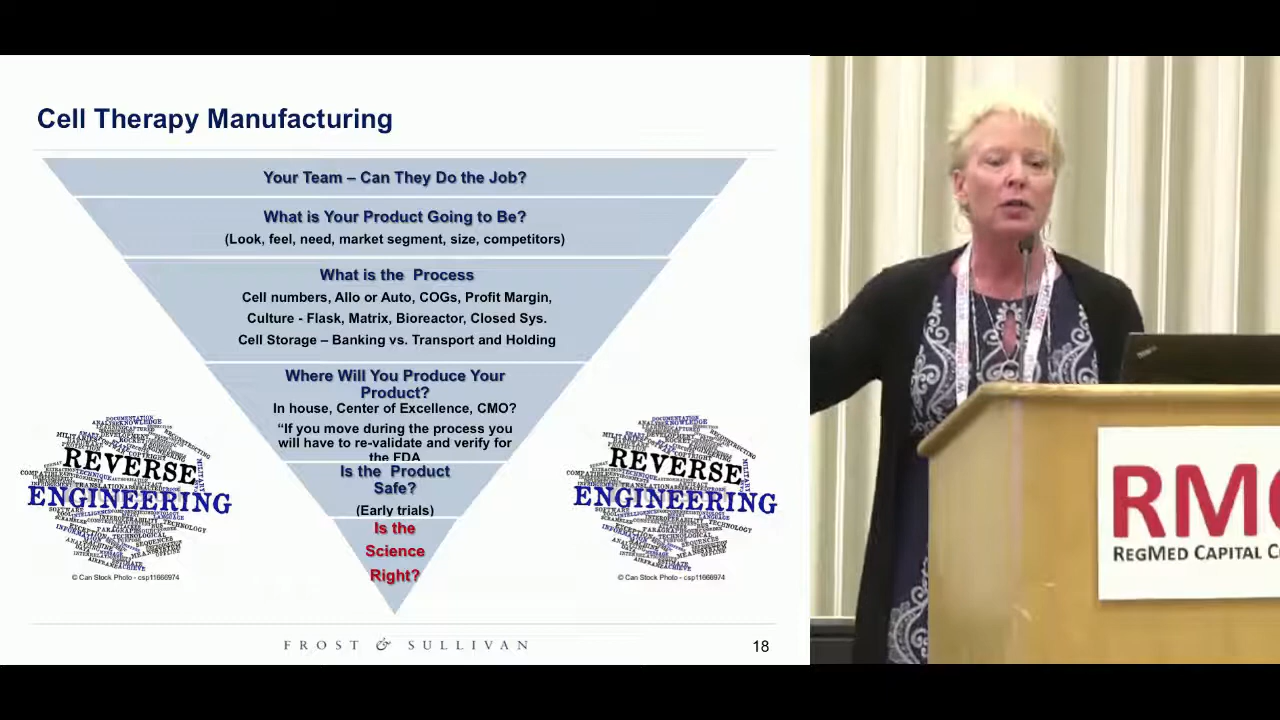 Cell Therapy Manufacturing
Your Team – Can They Do the Job?
What is Your Product Going to Be?
(Look, feel, need, market segment, size, competitors)
What is the Process
Cell numbers, Allo or Auto, COGs, Profit Margin,
Culture - Flask, Matrix, Bioreactor, Closed Sys.
Cell Storage – Banking vs. Transport and Holding
Where Will You Produce Your
Product?
In house, Center of Excellence, CMO?
“If you move during the process you
will have to re-validate and verify for
the FDA
Is the Product
Safe?
(Early trials)
Is the
Science
Right?
REVERSE
ENGINEERING
© Can Stock Photo - csp11666974
REVERSE
ENGINEERING
© Can Stock Photo - csp11666974
FROST & SULLIVAN
18
RM
REGMED CAPITAL C